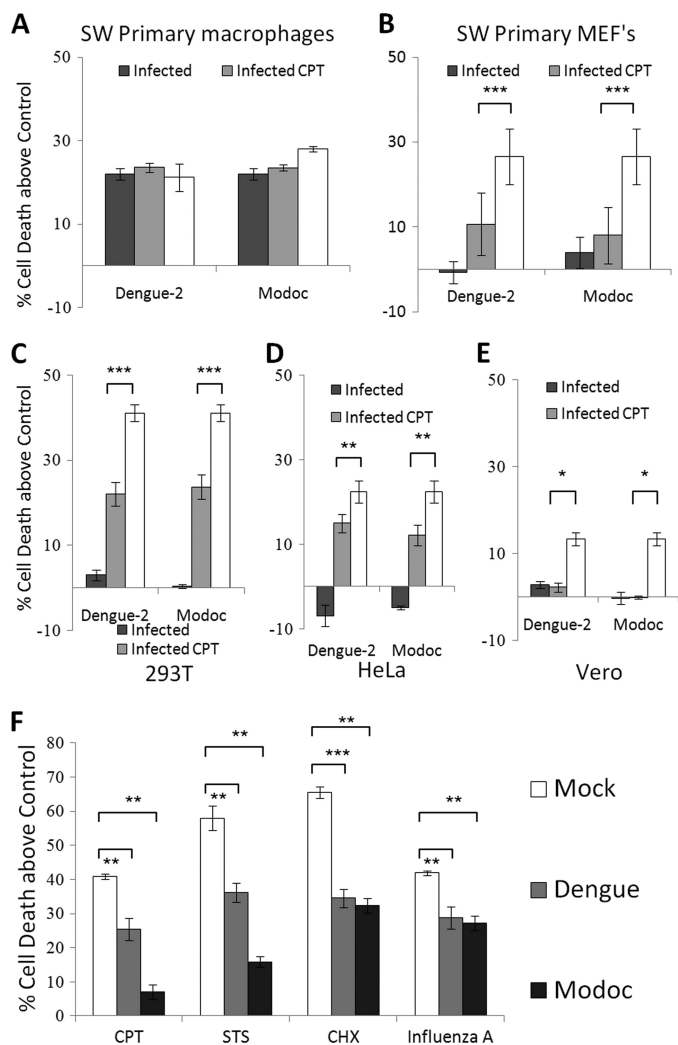 A
SW Primary macrophages
B
SW Primary MEF's
% Cell Death above Control
50
30
10
-10
Infected
Infected CPT
Dengue-2
Modoc
50
30
10
-10
Infected
Infected CPT
***
***
Dengue-2
Modoc
C
D
E
% Cell Death above Control
50
30
10
-10
***
***
Dengue-2
Modoc
Infected
Infected CPT
293T
50
30
10
-10
Infected
Infected CPT
**
**
Dengue-2
Modoc
HeLa
50
30
10
-10
Infected
Infected CPT
*
*
Dengue-2
Modoc
Vero
F
% Cell Death above Control
80
70
60
50
40
30
20
10
0
**
**
**
**
**
***
**
**
CPT
STS
CHX
Influenza A
Mock
Dengue
Modoc